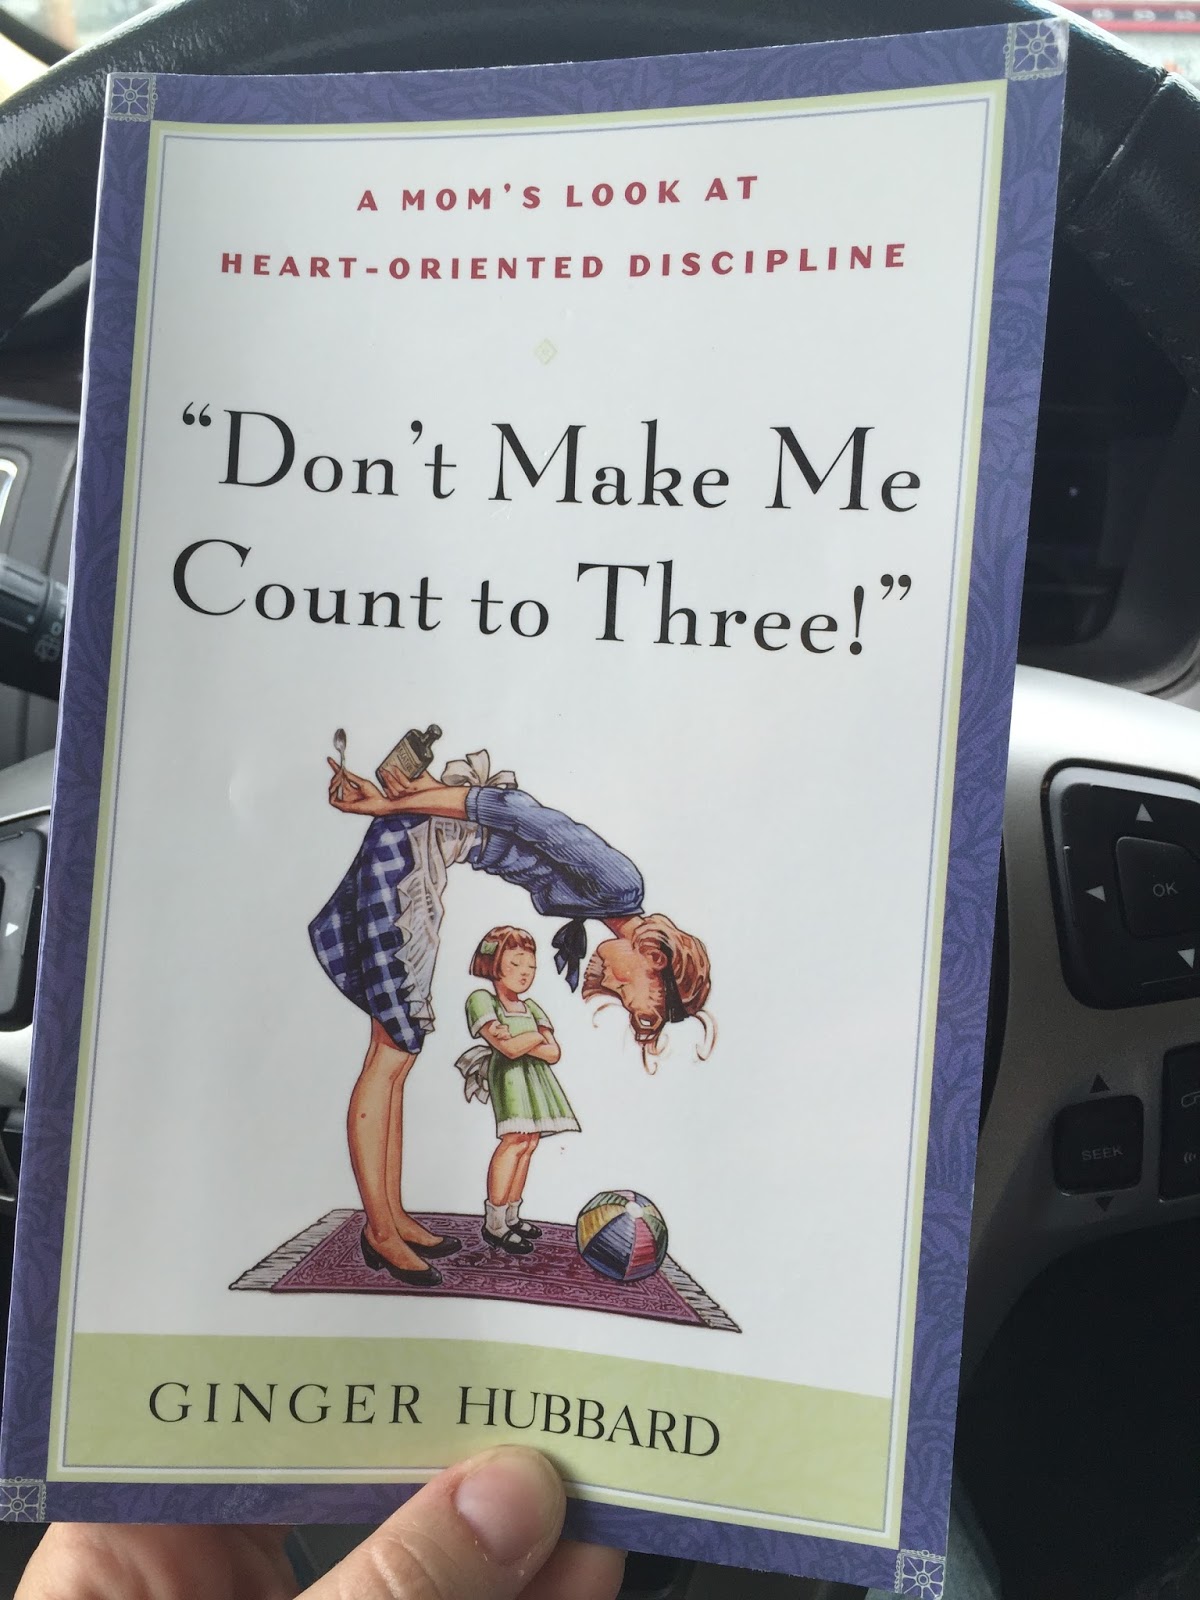 A MOM'S LOOK AT
HEART-ORIENTED DISCIPLINE
“Don't Make Me
Count to Three!”
GINGER HUBBARD
OK
SEEK